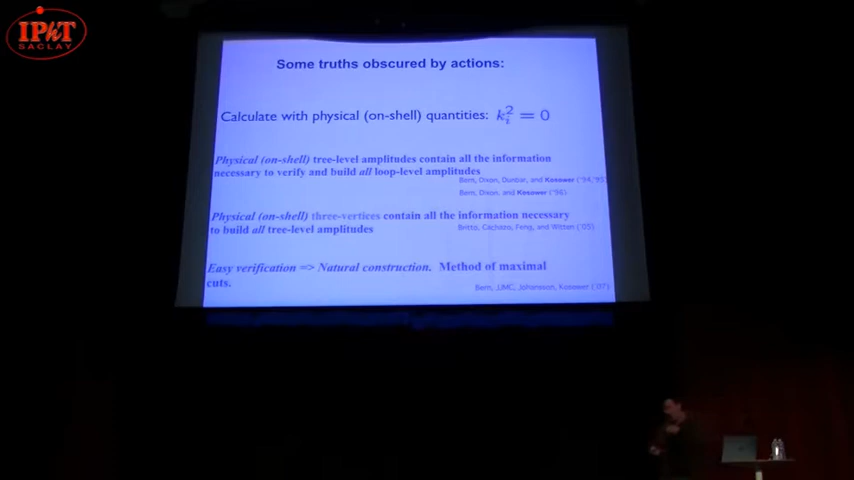 IPhT
SACLAY
Some truths obscured by actions:
Calculate with physical (on-shell) quantities: k_i^2 = 0
Physical (on-shell) tree-level amplitudes contain all the information
necessary to verify and build all loop-level amplitudes
Bern, Dixon, Dunbar, and Kosower ('94,'95)
Bern, Dixon, and Kosower ('96)
Physical (on-shell) three-vertices contain all the information necessary
to build all tree-level amplitudes
Britto, Cachazo, Feng, and Witten ('05)
Easy verification => Natural construction. Method of maximal
cuts.
Bern, JJMC, Johansson, Kosower ('07)